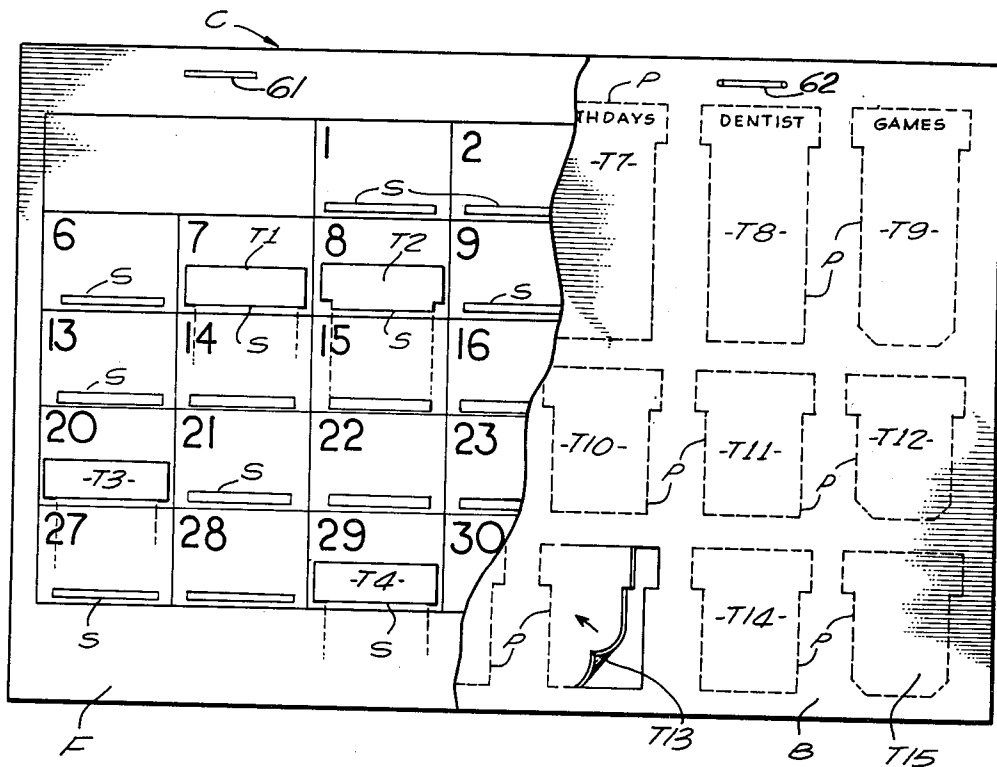 C
61
P
62
THDAYS
DENTIST
GAMES
1
2
-T7-
S
-T8-
-T9-
6
7
T1
8
T2
9
P
P
S
S
S
S
13
14
15
16
S
-T10-
-T11-
-T12-
20
21
22
23
P
P
P
-T3-
S
27
28
29
30
-T4-
S
S
P
P
-T14-
P
F
T13
B
T15